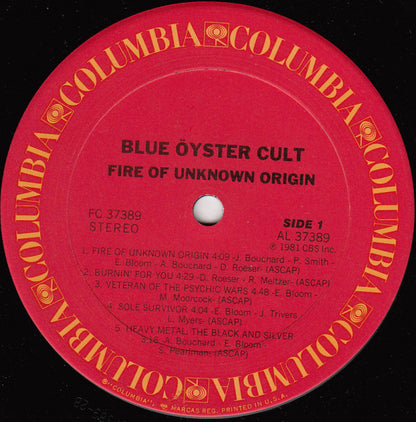 COLUMBIA COLUMBIA COLUMBIA COLUMBIA COLUMBIA COLUMBIA
BLUE ÖYSTER CULT
FIRE OF UNKNOWN ORIGIN
FC 37389
STEREO
SIDE 1
AL 37389
℗ 1981 CBS Inc.
1. FIRE OF UNKNOWN ORIGIN 4:09 -J. Bouchard - P. Smith -
E. Bloom - A. Bouchard - D. Roeser- (ASCAP)
2. BURNIN' FOR YOU 4:29 -D. Roeser - R. Meltzer- (ASCAP)
3. VETERAN OF THE PSYCHIC WARS 4:48 -E. Bloom -
M. Moorcock- (ASCAP)
4. SOLE SURVIVOR 4:04 -E. Bloom - J. Trivers -
L. Myers- (ASCAP)
5. HEAVY METAL: THE BLACK AND SILVER
3:16 -A. Bouchard - E. Bloom -
S. Pearlman- (ASCAP)
® "COLUMBIA", MARCAS REG. PRINTED IN U.S.A.